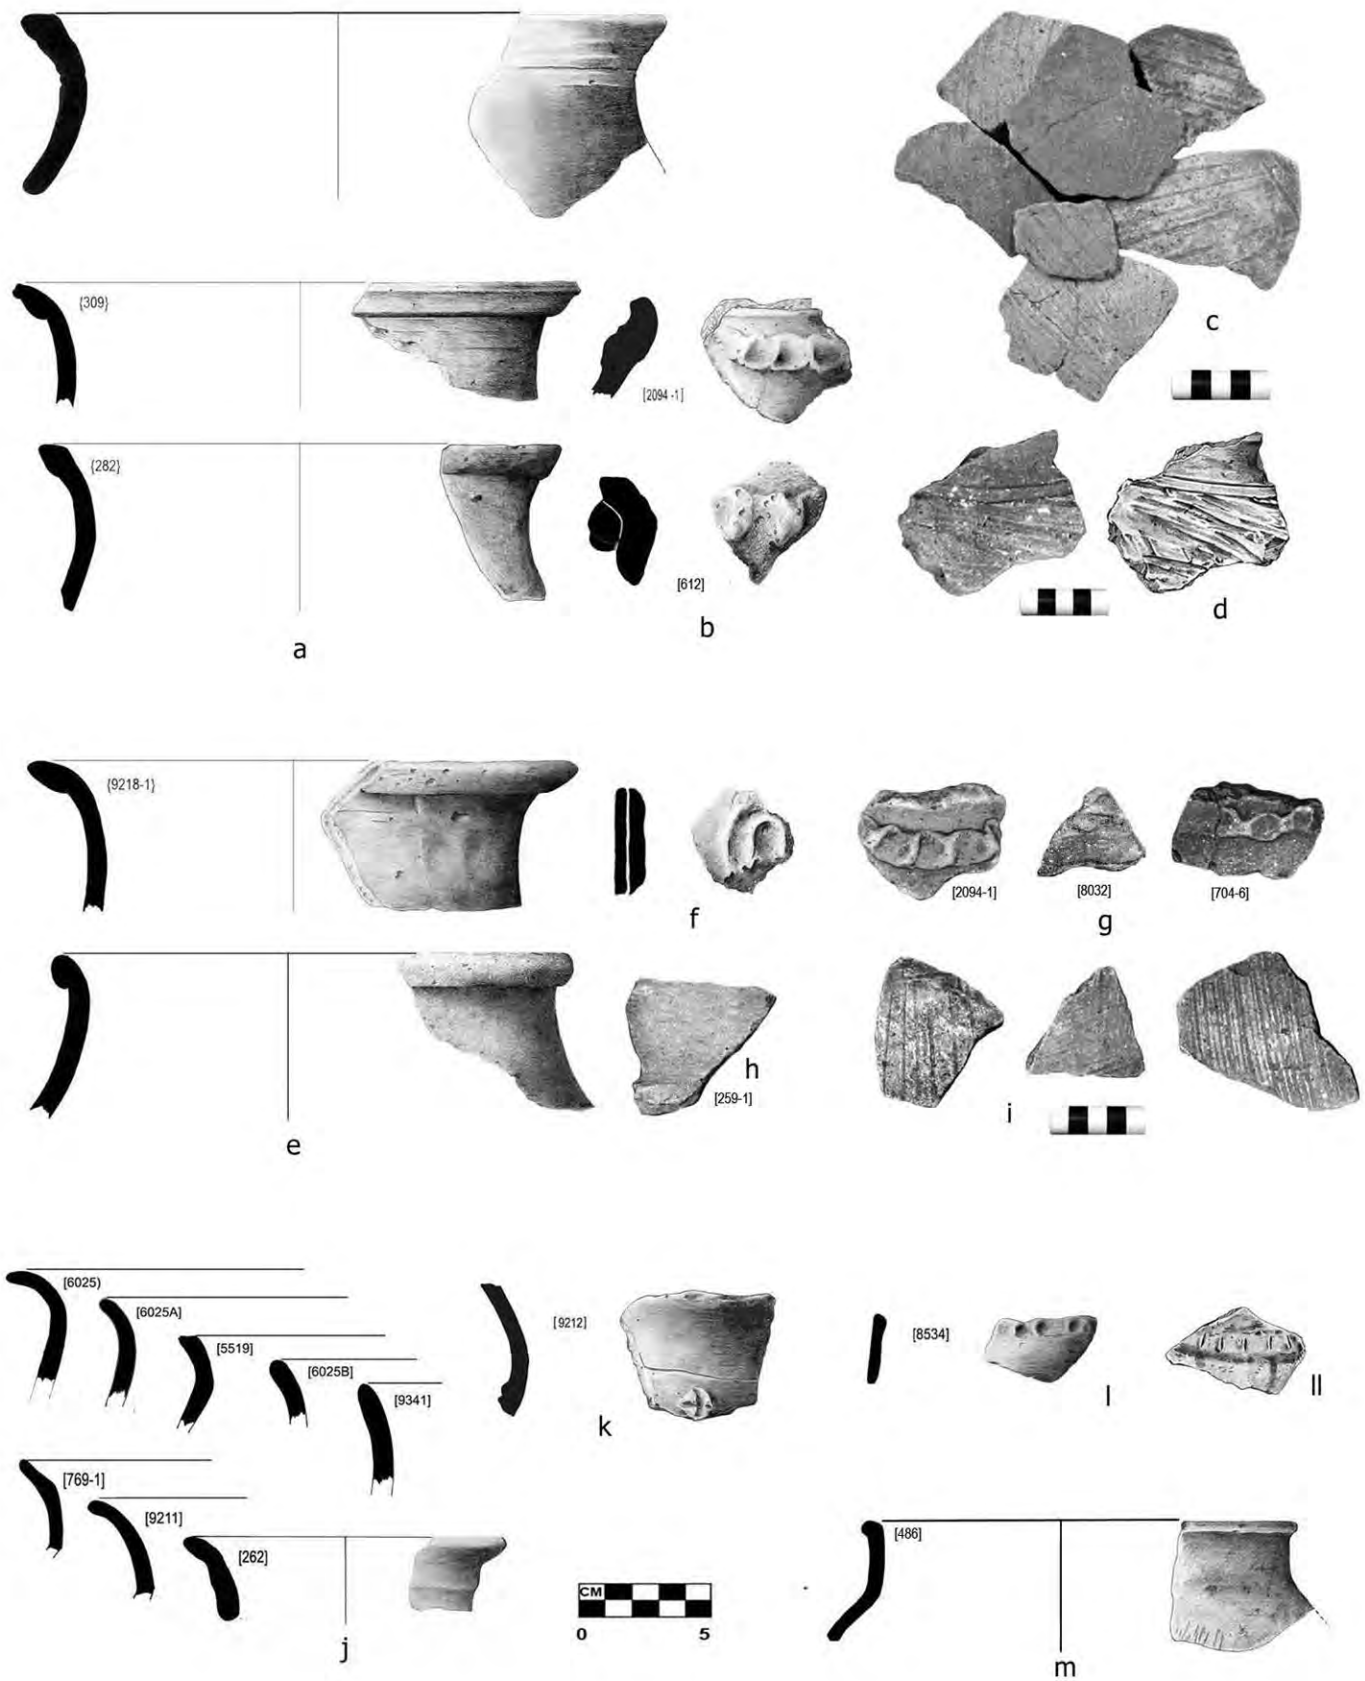 {309}
[2094-1]
c
{282}
[612]
d
b
a
{9218-1}
[2094-1]
[8032]
[704-6]
f
g
h
[259-1]
i
e
[6025)
[6025A]
[5519]
[6025B]
[9341]
[9212]
[8534]
k
l
ll
[769-1]
[9211]
[262]
[486]
CM
0 5
j
m